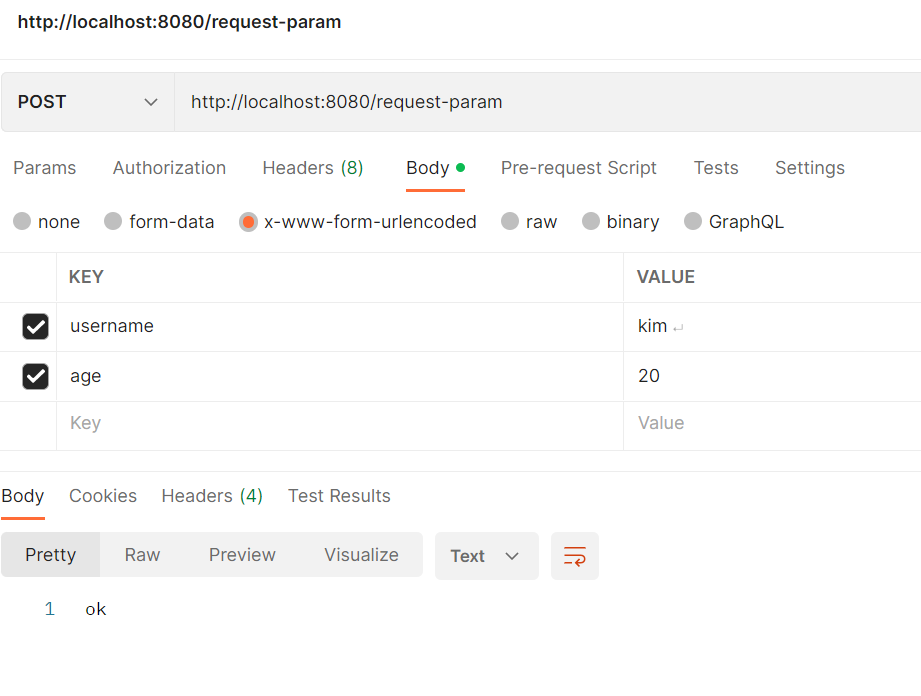 http://localhost:8080/request-param
POST http://localhost:8080/request-param
Params Authorization Headers (8) Body Pre-request Script Tests Settings
none form-data x-www-form-urlencoded raw binary GraphQL
KEY VALUE
username kim ↵
age 20
Key Value
Body Cookies Headers (4) Test Results
Pretty Raw Preview Visualize Text
1 ok